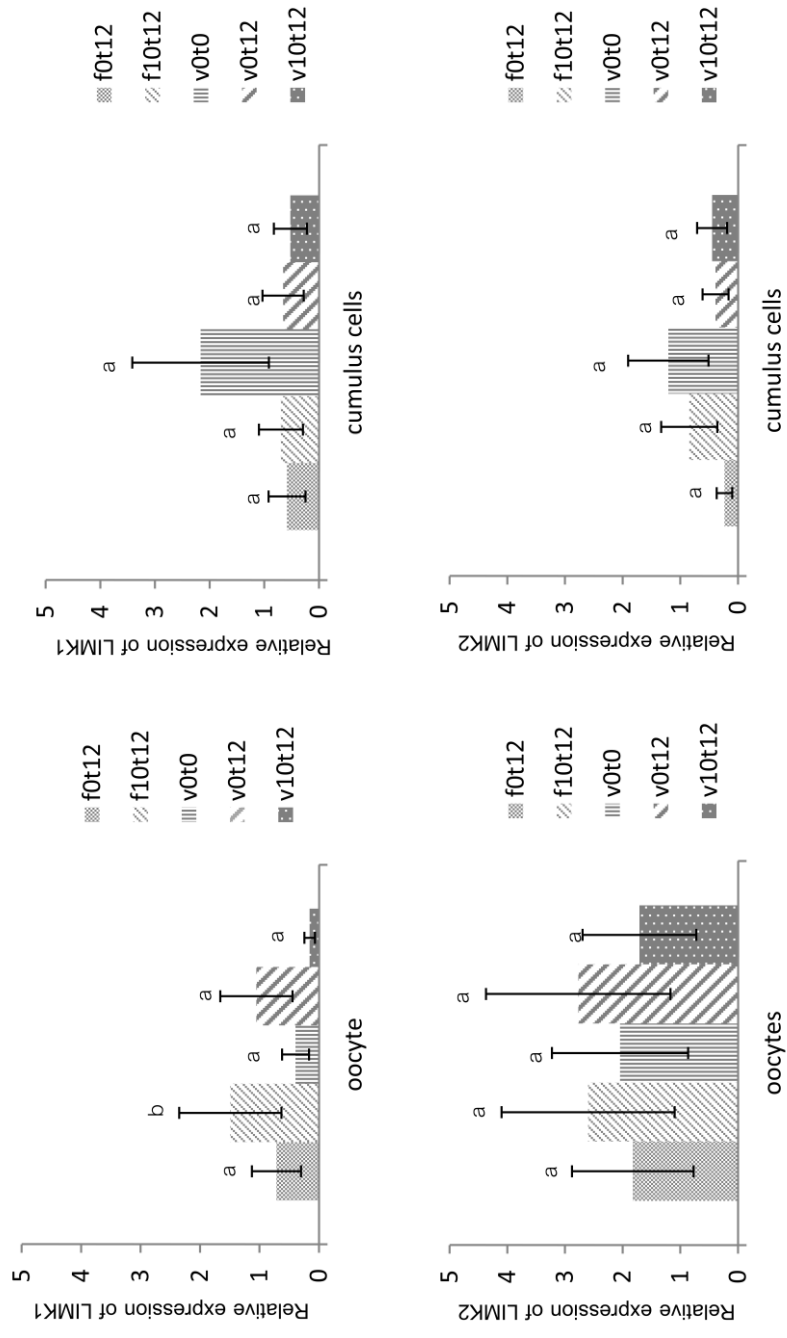 Relative expression of LIMK1
5
4
3
2
1
0
a
b
a
a
a
oocyte
f0t12
f10t12
v0t0
v0t12
v10t12
Relative expression of LIMK1
5
4
3
2
1
0
a
a
a
a
a
cumulus cells
f0t12
f10t12
v0t0
v0t12
v10t12
Relative expression of LIMK2
5
4
3
2
1
0
a
a
a
a
a
oocytes
f0t12
f10t12
v0t0
v0t12
v10t12
Relative expression of LIMK2
5
4
3
2
1
0
a
a
a
a
a
cumulus cells
f0t12
f10t12
v0t0
v0t12
v10t12